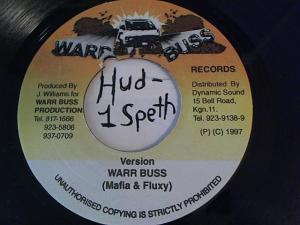 WARR BUSS
RECORDS
Produced By
J. Williams for
WARR BUSS
PRODUCTION
Tel. 817-1666
923-5806
937-0709
Hud-
1 Speth
Distributed By
Dynamic Sound
15 Bell Road,
Kgn.11.
Tel. 923-9138-9
(P) (C) 1997
Version
WARR BUSS
(Mafia & Fluxy)
UNAUTHORISED COPYING IS STRICTLY PROHIBITED